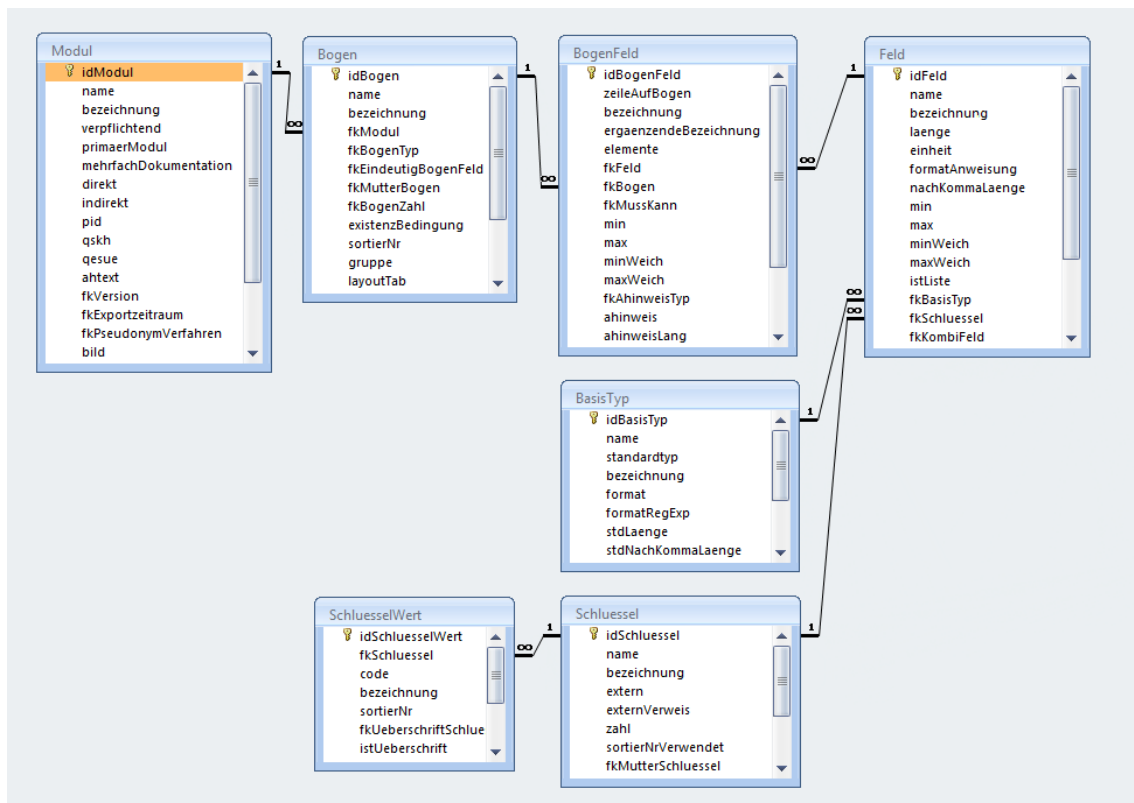 Modul
idModul
name
bezeichnung
verpflichtend
primaerModul
mehrfachDokumentation
direkt
indirekt
pid
qskh
qesue
ahtext
fkVersion
fkExportzeitraum
fkPseudonymVerfahren
bild
1
∞
Bogen
idBogen
name
bezeichnung
fkModul
fkBogenTyp
fkEindeutigBogenFeld
fkMutterBogen
fkBogenZahl
existenzBedingung
sortierNr
gruppe
layoutTab
1
∞
BogenFeld
idBogenFeld
zeileAufBogen
bezeichnung
ergaenzendeBezeichnung
elemente
fkFeld
fkBogen
fkMussKann
min
max
minWeich
maxWeich
fkAhinweisTyp
ahinweis
ahinweisLang
1
∞
Feld
idFeld
name
bezeichnung
laenge
einheit
formatAnweisung
nachKommaLaenge
min
max
minWeich
maxWeich
istListe
fkBasisTyp
fkSchluessel
fkKombiFeld
∞
∞
BasisTyp
idBasisTyp
name
standardtyp
bezeichnung
format
formatRegExp
stdLaenge
stdNachKommaLaenge
1
SchluesselWert
idSchluesselWert
fkSchluessel
code
bezeichnung
sortierNr
fkUeberschriftSchlue
istUeberschrift
∞
1
Schluessel
idSchluessel
name
bezeichnung
extern
externVerweis
zahl
sortierNrVerwendet
fkMutterSchluessel
1